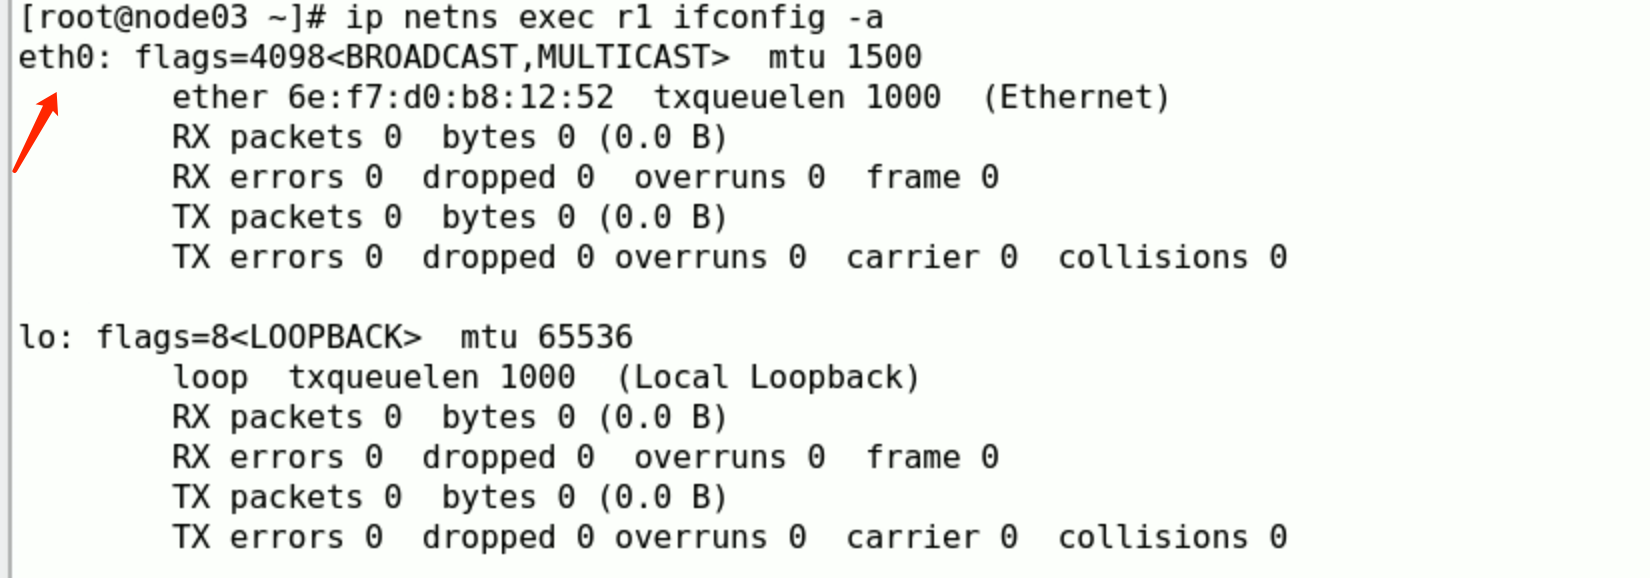 [root@node03 ~]# ip netns exec r1 ifconfig -a
eth0: flags=4098<BROADCAST,MULTICAST>  mtu 1500
        ether 6e:f7:d0:b8:12:52  txqueuelen 1000  (Ethernet)
        RX packets 0  bytes 0 (0.0 B)
        RX errors 0  dropped 0  overruns 0  frame 0
        TX packets 0  bytes 0 (0.0 B)
        TX errors 0  dropped 0 overruns 0  carrier 0  collisions 0

lo: flags=8<LOOPBACK>  mtu 65536
        loop  txqueuelen 1000  (Local Loopback)
        RX packets 0  bytes 0 (0.0 B)
        RX errors 0  dropped 0  overruns 0  frame 0
        TX packets 0  bytes 0 (0.0 B)
        TX errors 0  dropped 0 overruns 0  carrier 0  collisions 0